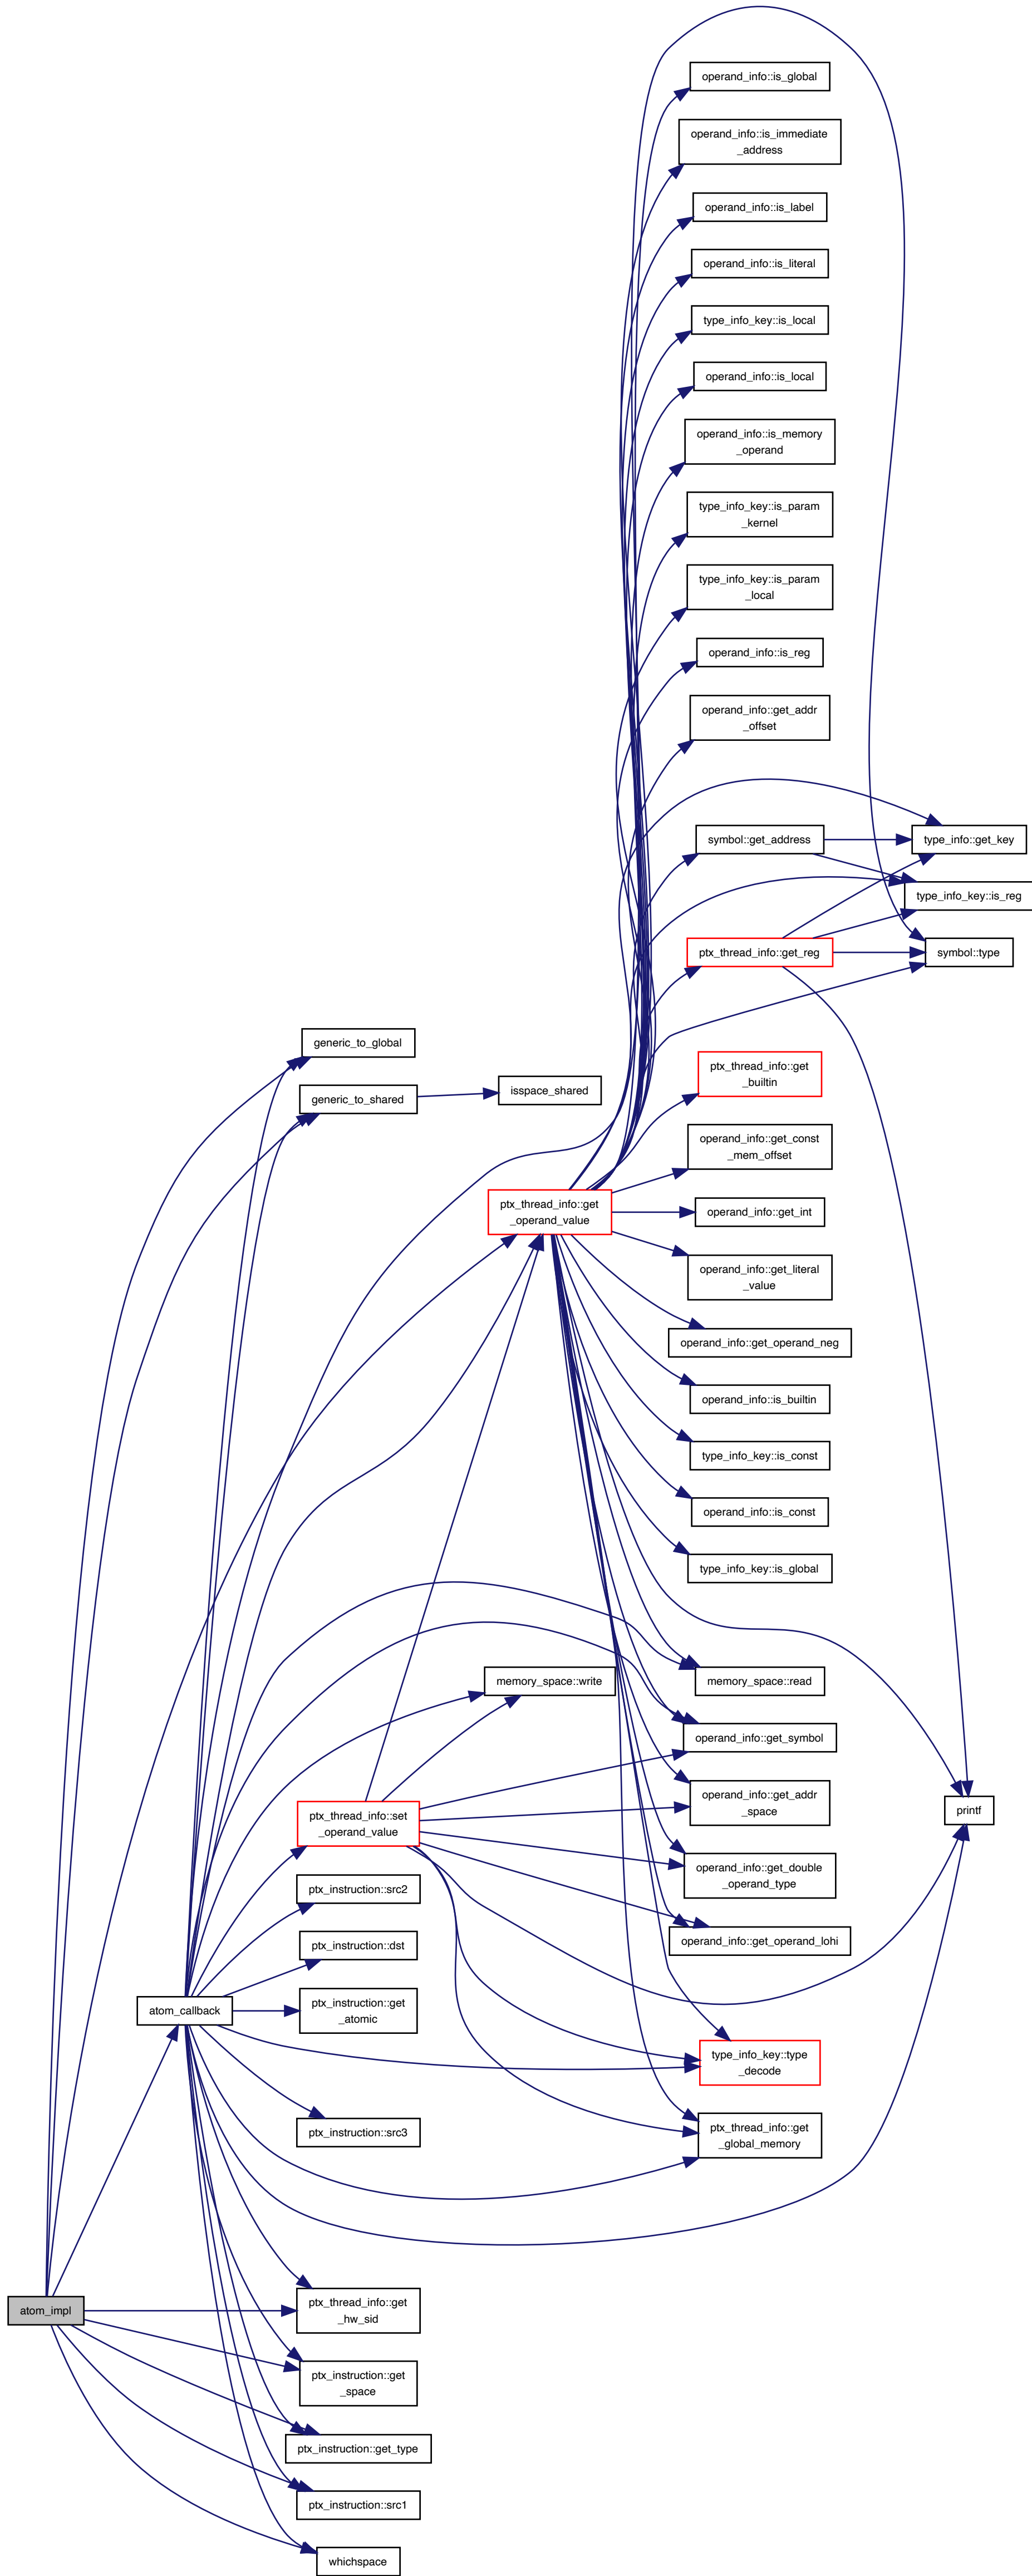 operand_info::is_global
operand_info::is_immediate
_address
operand_info::is_label
operand_info::is_literal
type_info_key::is_local
operand_info::is_local
operand_info::is_memory
_operand
type_info_key::is_param
_kernel
type_info_key::is_param
_local
operand_info::is_reg
operand_info::get_addr
_offset
symbol::get_address
type_info::get_key
type_info_key::is_reg
ptx_thread_info::get_reg
symbol::type
generic_to_global
ptx_thread_info::get
_builtin
isspace_shared
generic_to_shared
operand_info::get_const
_mem_offset
ptx_thread_info::get
_operand_value
operand_info::get_int
operand_info::get_literal
_value
operand_info::get_operand_neg
operand_info::is_builtin
type_info_key::is_const
operand_info::is_const
type_info_key::is_global
memory_space::write
memory_space::read
operand_info::get_symbol
operand_info::get_addr
_space
printf
ptx_thread_info::set
_operand_value
operand_info::get_double
_operand_type
ptx_instruction::src2
operand_info::get_operand_lohi
ptx_instruction::dst
atom_callback
ptx_instruction::get
_atomic
type_info_key::type
_decode
ptx_instruction::src3
ptx_thread_info::get
_global_memory
atom_impl
ptx_thread_info::get
_hw_sid
ptx_instruction::get
_space
ptx_instruction::get_type
ptx_instruction::src1
whichspace